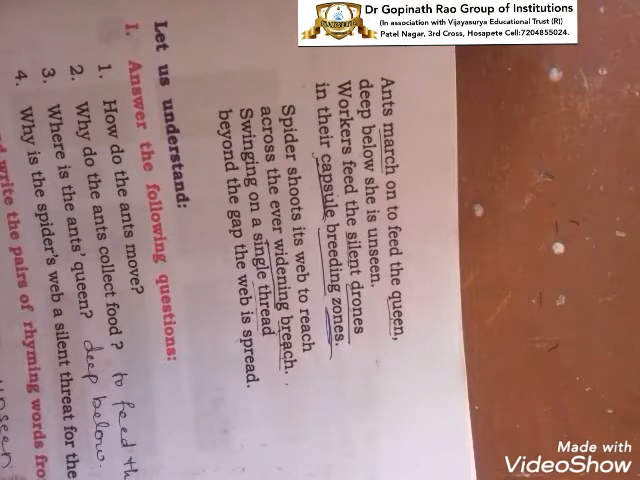 Dr Gopinath Rao Group of Institutions
(In association with Vijayasurya Educational Trust (R))
Patel Nagar, 3rd Cross, Hosapete Cell:7204855024.
Ants march on to feed the queen,
deep below she is unseen.
Workers feed the silent drones
in their capsule breeding zones.
Spider shoots its web to reach
across the ever widening breach.
Swinging on a single thread
beyond the gap the web is spread.
Let us understand:
I. Answer the following questions:
1. How do the ants move?
2. Why do the ants collect food? to feed th
3. Where is the ants' queen? deep below.
4. Why is the spider's web a silent threat for the
write the pairs of rhyming words fro
unseen
Made with
VideoShow